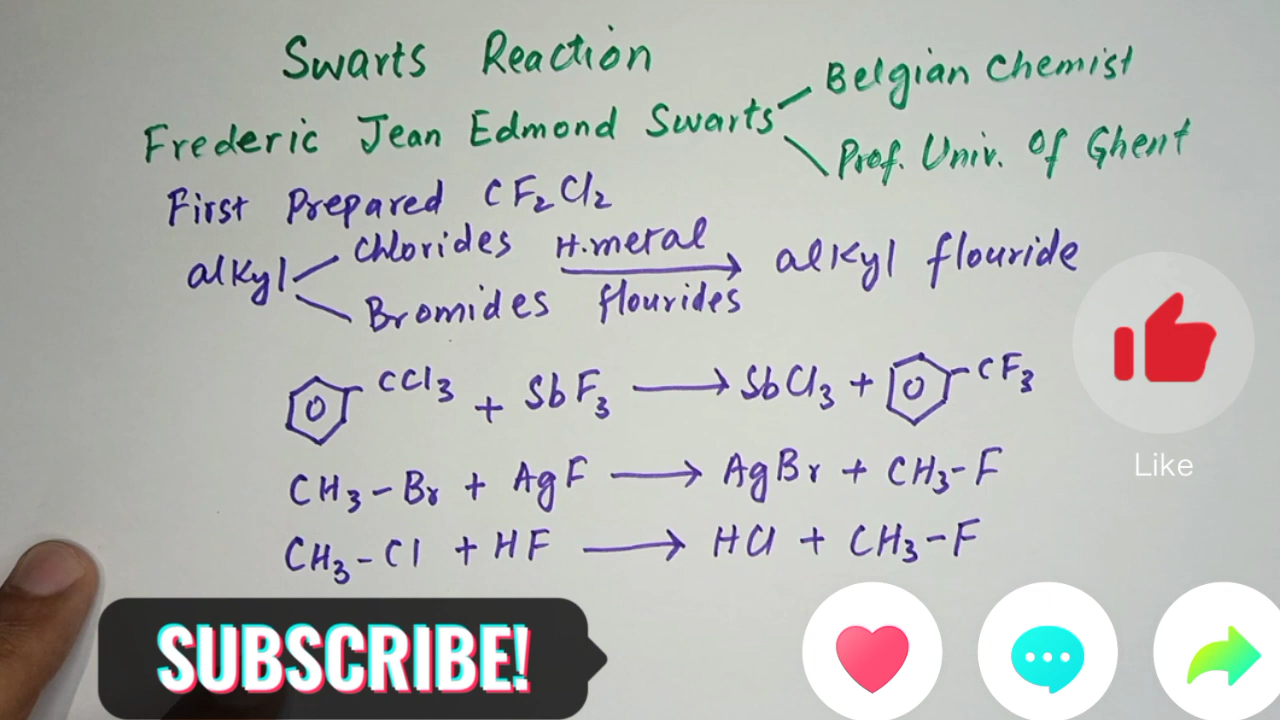 Swarts Reaction
Frederic Jean Edmond Swarts
Belgian Chemist
Prof. Univ. Of Ghent
First Prepared CF₂Cl₂
alkyl
Chlorides
Bromides
H.metal
flourides
alkyl flouride
CCl₃ + SbF₃ → SbCl₃ + CF₃
CH₃-Br + AgF → AgBr + CH₃-F
CH₃-Cl + HF → HCl + CH₃-F
Like
SUBSCRIBE!